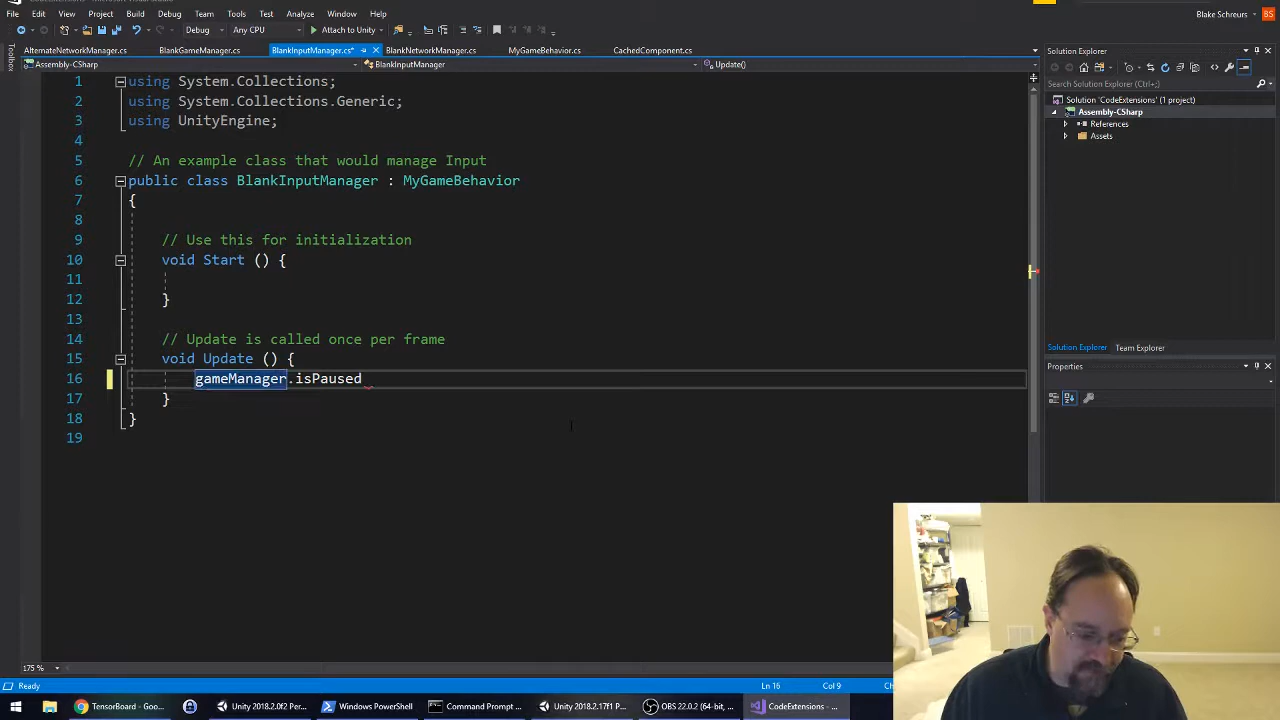 File Edit View Project Build Debug Team Tools Test Analyze Window Help
Blake Schreurs BS
Debug Any CPU Attach to Unity
AlternateNetworkManager.cs BlankGameManager.cs BlankInputManager.cs* BlankNetworkManager.cs MyGameBehavior.cs CachedComponent.cs
Assembly-CSharp BlankInputManager Update()
Toolbox
1 using System.Collections;
2 using System.Collections.Generic;
3 using UnityEngine;
4
5 // An example class that would manage Input
6 public class BlankInputManager : MyGameBehavior
7 {
8
9 // Use this for initialization
10 void Start () {
11
12 }
13
14 // Update is called once per frame
15 void Update () {
16 gameManager.isPaused
17 }
18 }
19
Solution Explorer
Search Solution Explorer (Ctrl+;)
Solution 'CodeExtensions' (1 project)
Assembly-CSharp
References
Assets
Solution Explorer Team Explorer
Properties
175 %
Ready Ln 16 Col 9
TensorBoard - Goo... Unity 2018.2.0f2 Per... Windows PowerShell Command Prompt ... Unity 2018.2.17f1 P... OBS 22.0.2 (64-bit, ... CodeExtensions - ...